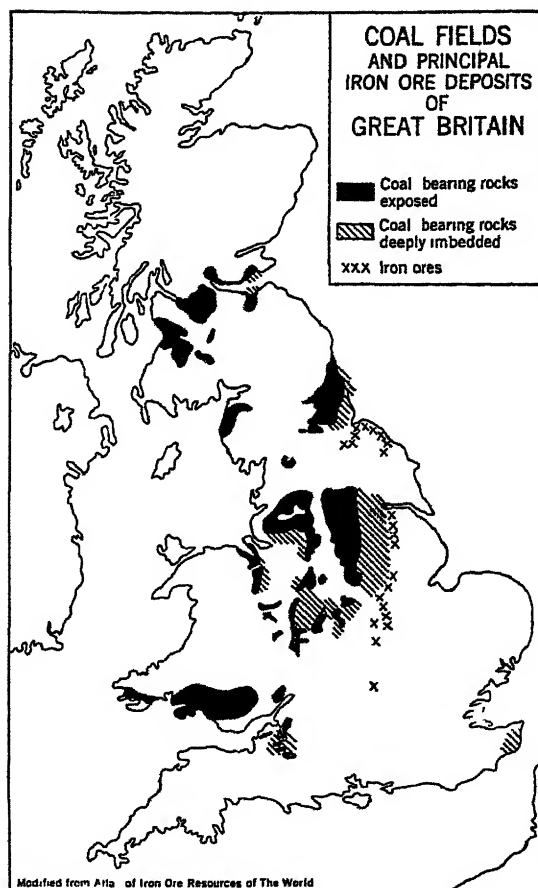 COAL FIELDS
AND PRINCIPAL
IRON ORE DEPOSITS
OF
GREAT BRITAIN
Coal bearing rocks
exposed
Coal bearing rocks
deeply imbedded
xxx Iron ores
Modified from Atla of Iron Ore Resources of The World